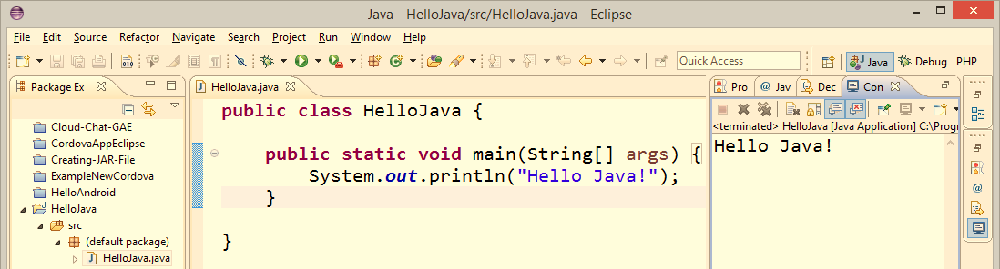 Java - HelloJava/src/HelloJava.java - Eclipse
File Edit Source Refactor Navigate Search Project Run Window Help
Quick Access
Java
Debug
PHP
Package Ex
Cloud-Chat-GAE
CordovaAppEclipse
Creating-JAR-File
ExampleNewCordova
HelloAndroid
HelloJava
src
(default package)
HelloJava.java
HelloJava.java
public class HelloJava {
public static void main(String[] args) {
System.out.println("Hello Java!");
}
}
Pro
@ Jav
Dec
Con
<terminated> HelloJava [Java Application] C:\Progr
Hello Java!
@